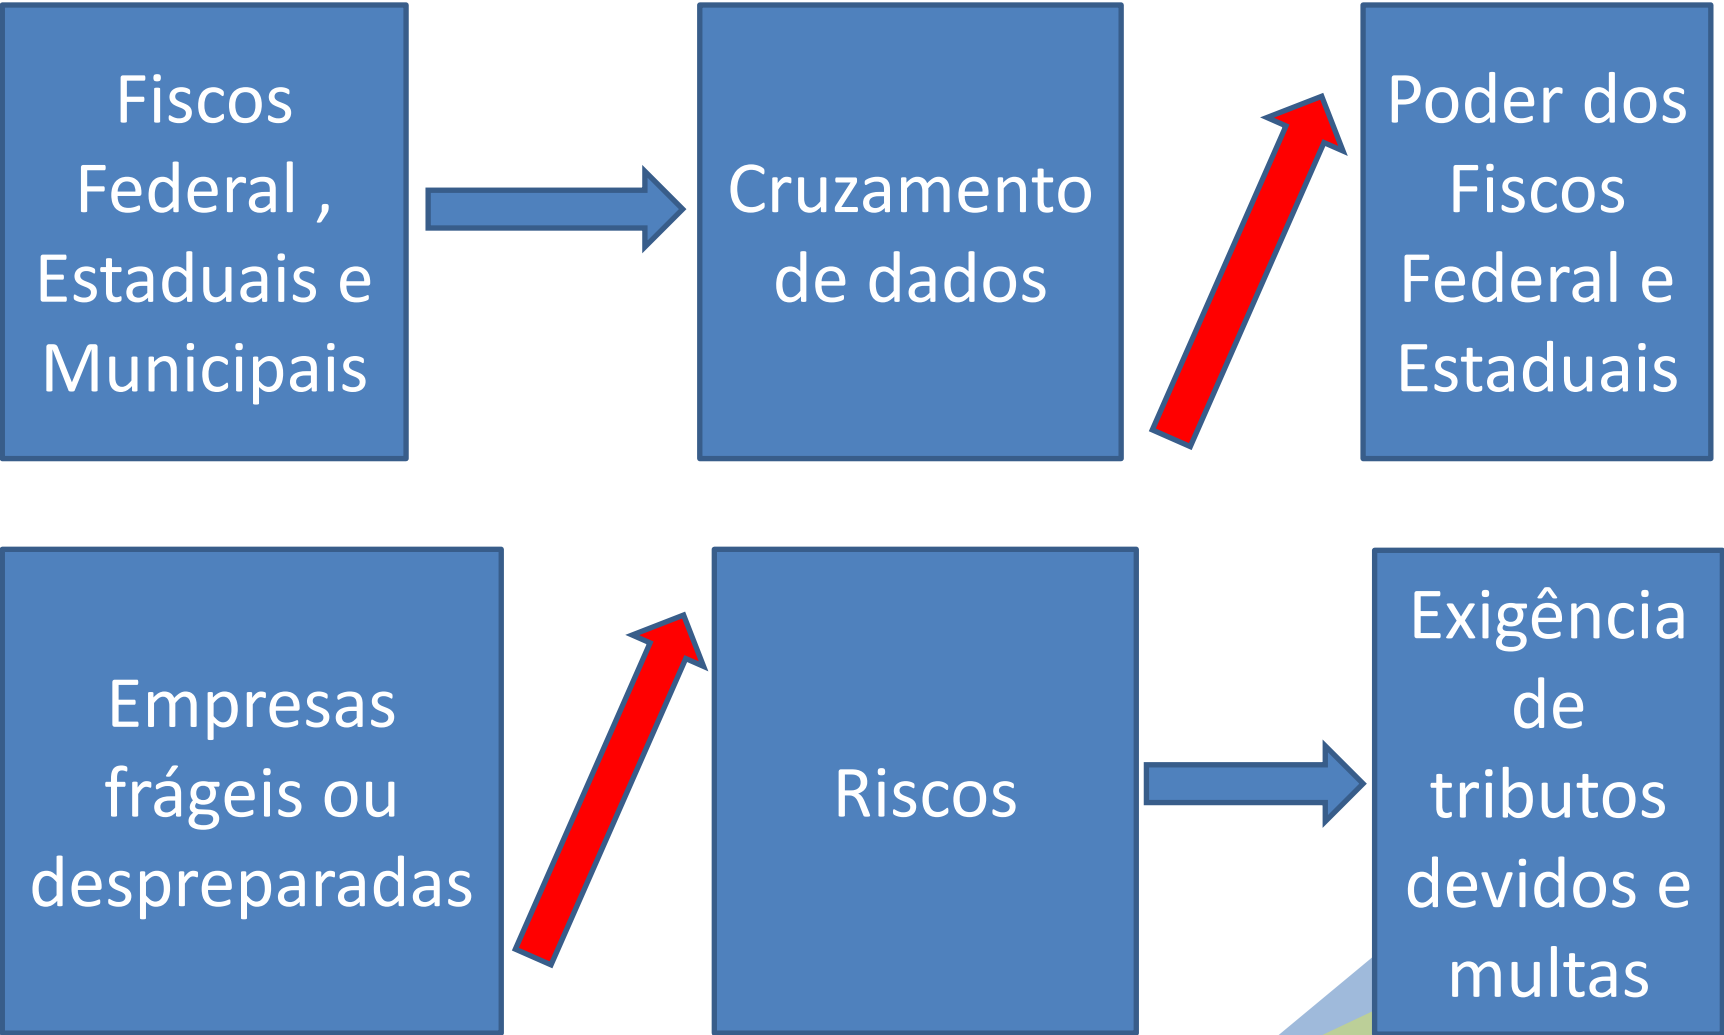 Fiscos
Federal ,
Estaduais e
Municipais
Cruzamento
de dados
Poder dos
Fiscos
Federal e
Estaduais
Empresas
frágeis ou
despreparadas
Riscos
Exigência
de
tributos
devidos e
multas